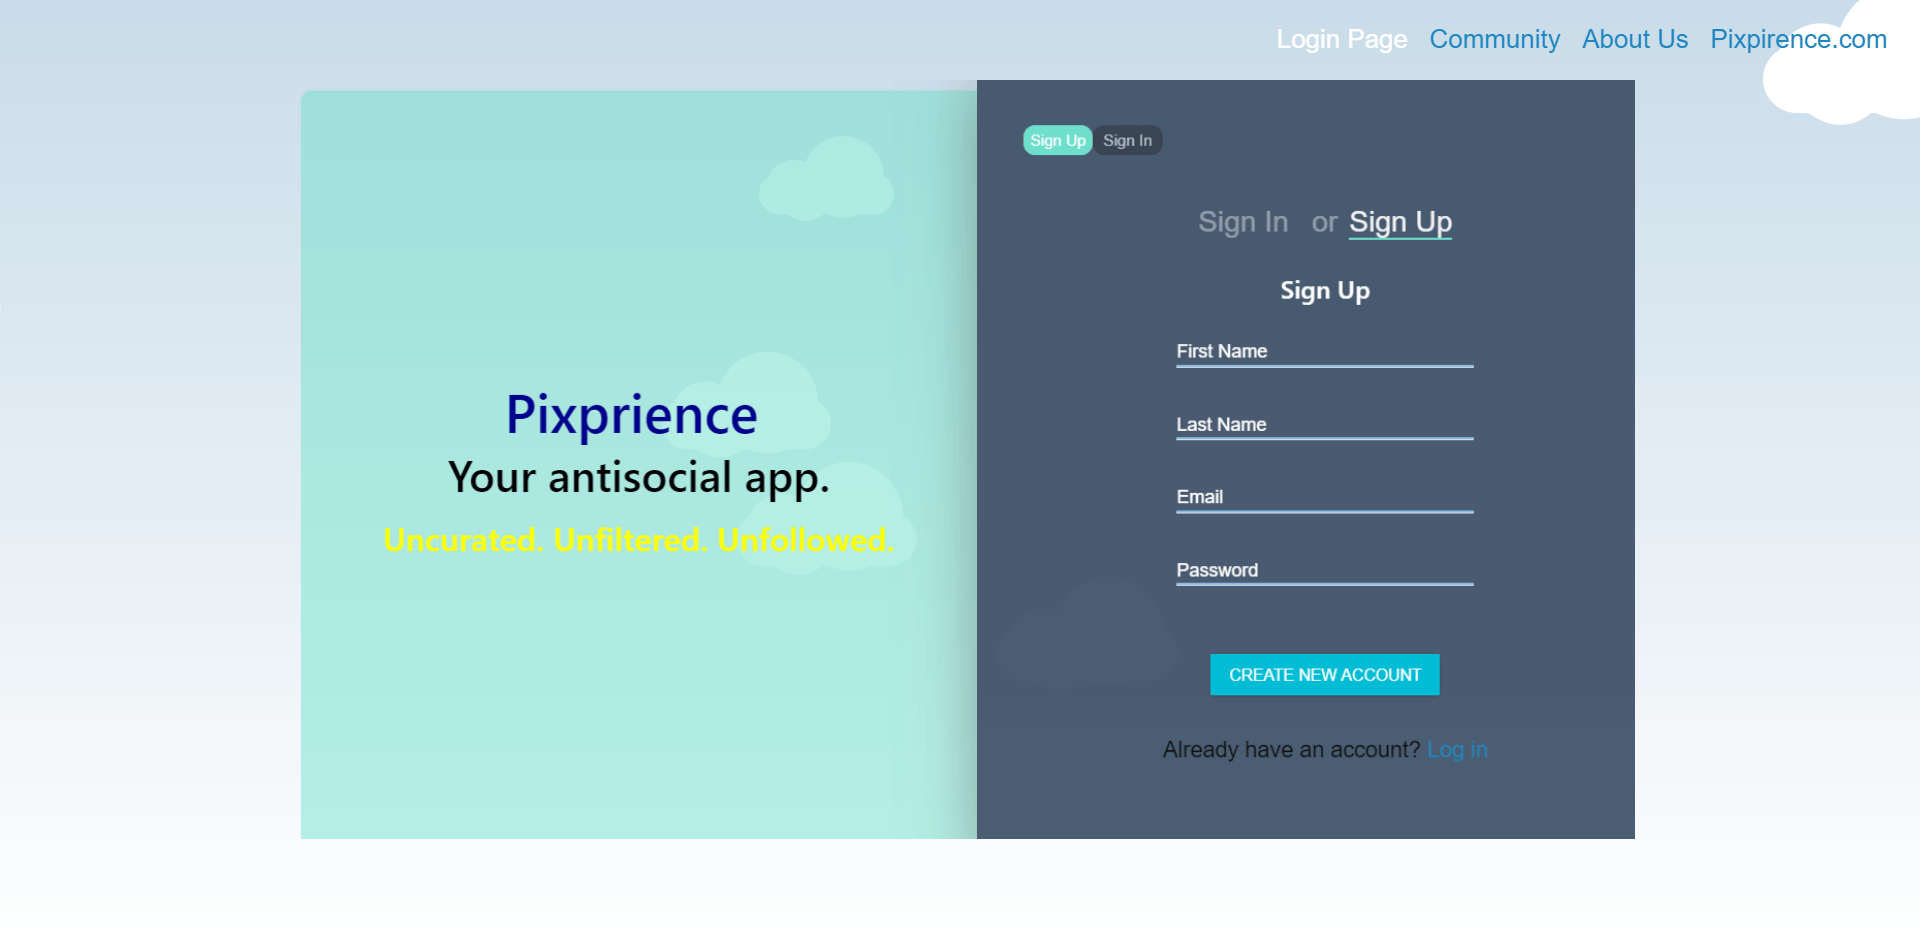 Login Page Community About Us Pixpirence.com
Sign Up Sign In
Sign In or Sign Up
Sign Up
First Name
Last Name
Email
Password
CREATE NEW ACCOUNT
Already have an account? Log in
Pixprience
Your antisocial app.
Uncurated. Unfiltered. Unfollowed.